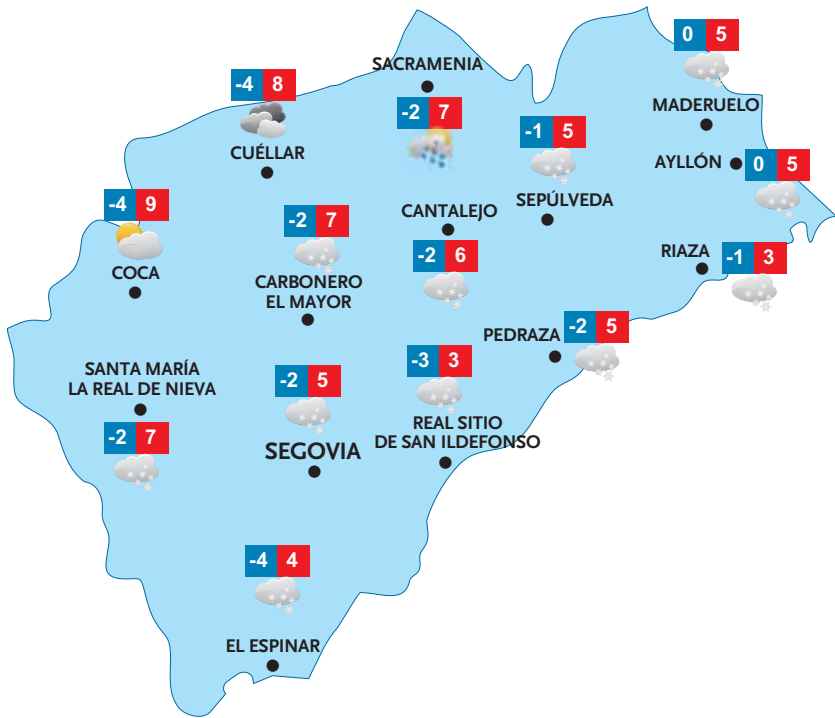 0 5
SACRAMENIA
-4 8
MADERUELO
-2 7
-1 5
CUÉLLAR
AYLLÓN
0 5
-4 9
SEPÚLVEDA
CANTALEJO
-2 7
-2 6
RIAZA
-1 3
COCA
CARBONERO
EL MAYOR
PEDRAZA
-2 5
-3 3
SANTA MARÍA
LA REAL DE NIEVA
-2 5
REAL SITIO
DE SAN ILDEFONSO
-2 7
SEGOVIA
-4 4
EL ESPINAR